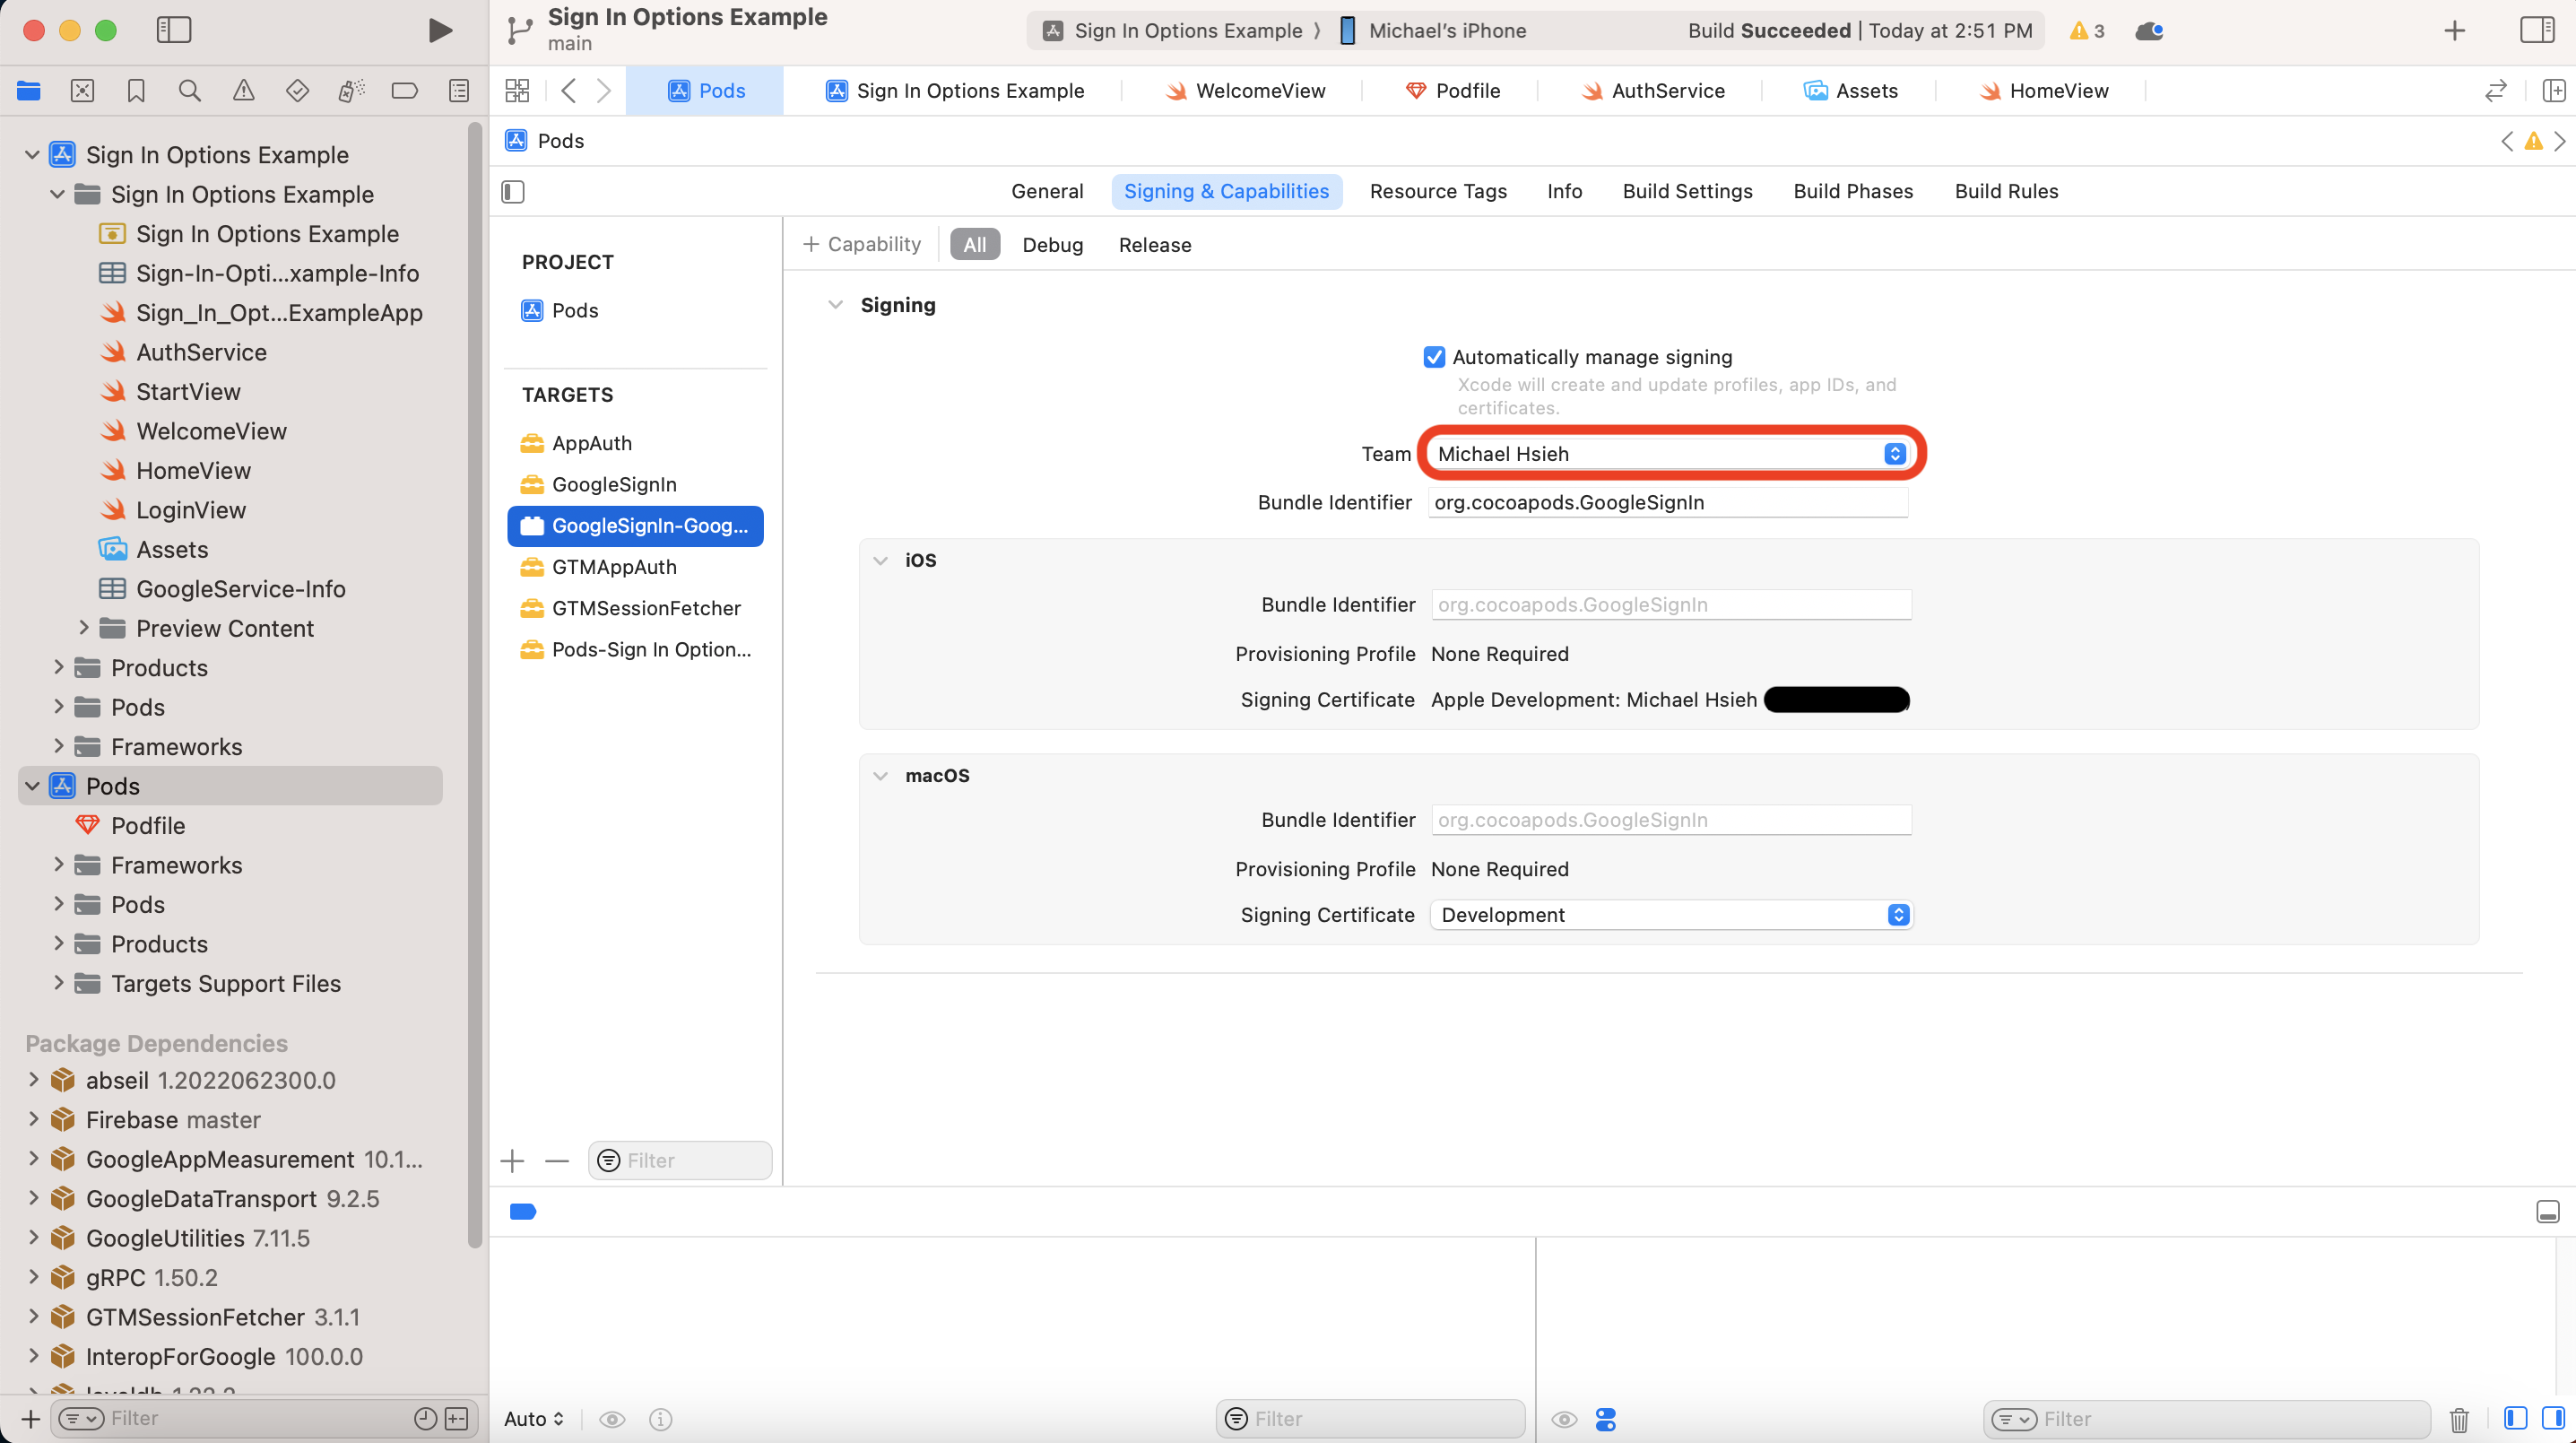 Sign In Options Example
main
Sign In Options Example
Michael's iPhone
Build Succeeded | Today at 2:51 PM
3
Pods
Sign In Options Example
WelcomeView
Podfile
AuthService
Assets
HomeView
Pods
General
Signing & Capabilities
Resource Tags
Info
Build Settings
Build Phases
Build Rules
Sign In Options Example
Sign In Options Example
Sign In Options Example
Sign-In-Opti...xample-Info
Sign_In_Opt...ExampleApp
AuthService
StartView
WelcomeView
HomeView
LoginView
Assets
GoogleService-Info
Preview Content
Products
Pods
Frameworks
Pods
Podfile
Frameworks
Pods
Products
Targets Support Files
Package Dependencies
abseil 1.2022062300.0
Firebase master
GoogleAppMeasurement 10.1...
GoogleDataTransport 9.2.5
GoogleUtilities 7.11.5
gRPC 1.50.2
GTMSessionFetcher 3.1.1
InteropForGoogle 100.0.0
Filter
PROJECT
Pods
TARGETS
AppAuth
GoogleSignIn
GoogleSignIn-Goog...
GTMAppAuth
GTMSessionFetcher
Pods-Sign In Option...
Filter
+ Capability
All
Debug
Release
Signing
Automatically manage signing
Xcode will create and update profiles, app IDs, and
certificates.
Team Michael Hsieh
Bundle Identifier org.cocoapods.GoogleSignIn
iOS
Bundle Identifier org.cocoapods.GoogleSignIn
Provisioning Profile None Required
Signing Certificate Apple Development: Michael Hsieh
macOS
Bundle Identifier org.cocoapods.GoogleSignIn
Provisioning Profile None Required
Signing Certificate Development
Auto
Filter
Filter